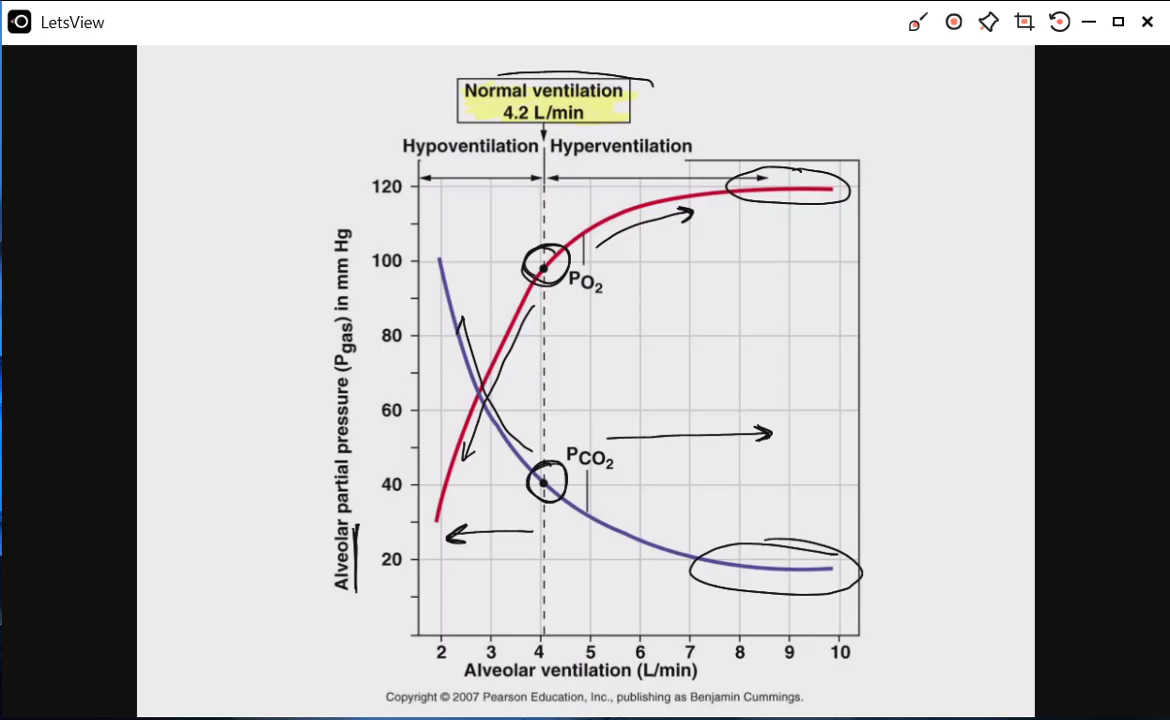 LetsView
Normal ventilation
4.2 L/min
Hypoventilation Hyperventilation
120
100
80
60
40
20
Alveolar partial pressure (Pgas) in mm Hg
PO2
PCO2
2 3 4 5 6 7 8 9 10
Alveolar ventilation (L/min)
Copyright © 2007 Pearson Education, Inc., publishing as Benjamin Cummings.